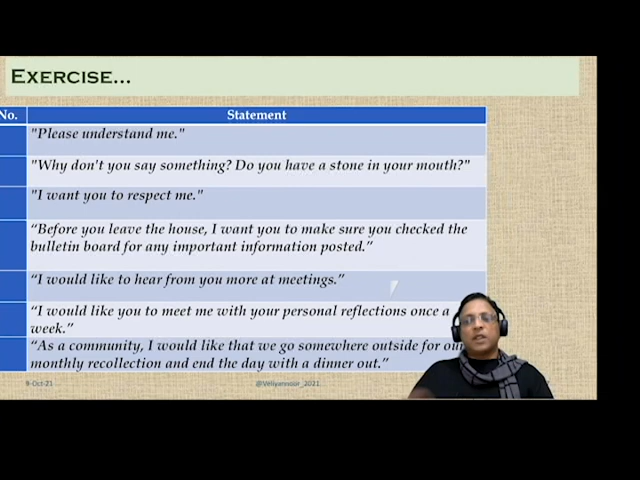 EXERCISE...
No. Statement
"Please understand me."
"Why don't you say something? Do you have a stone in your mouth?"
"I want you to respect me."
“Before you leave the house, I want you to make sure you checked the
bulletin board for any important information posted.”
“I would like to hear from you more at meetings.”
“I would like you to meet me with your personal reflections once a
week.”
“As a community, I would like that we go somewhere outside for our
monthly recollection and end the day with a dinner out.”
9-Oct-21 @Veliyannoor_2021